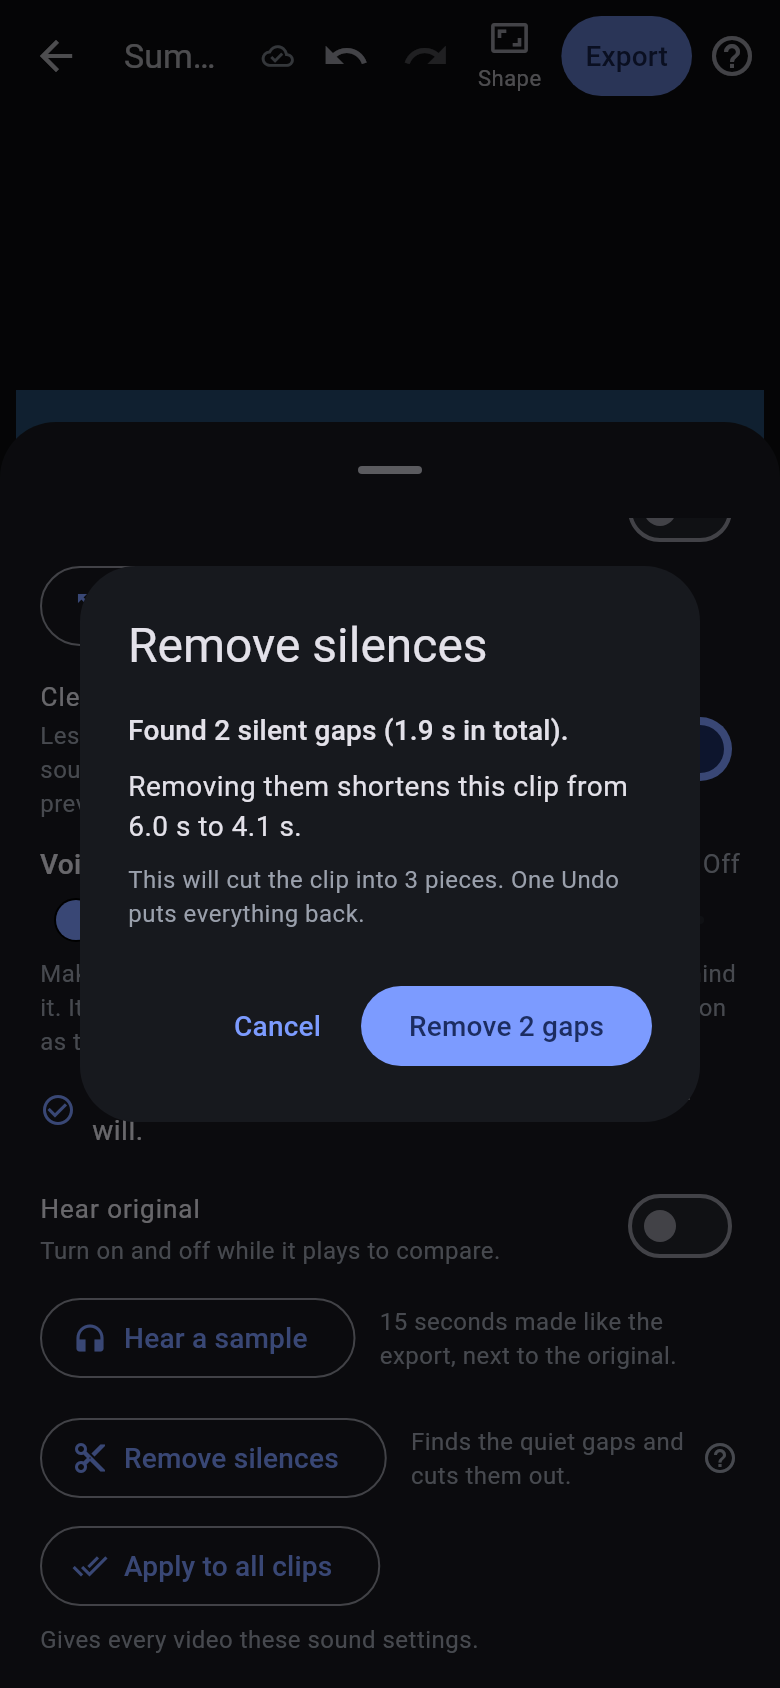 Sum...
Shape
Export
Remove silences
Found 2 silent gaps (1.9 s in total).
Removing them shortens this clip from
6.0 s to 4.1 s.
This will cut the clip into 3 pieces. One Undo
puts everything back.
Cancel
Remove 2 gaps
Off
it. It
on
will.
Hear original
Turn on and off while it plays to compare.
Hear a sample
15 seconds made like the
export, next to the original.
Remove silences
Finds the quiet gaps and
cuts them out.
Apply to all clips
Gives every video these sound settings.